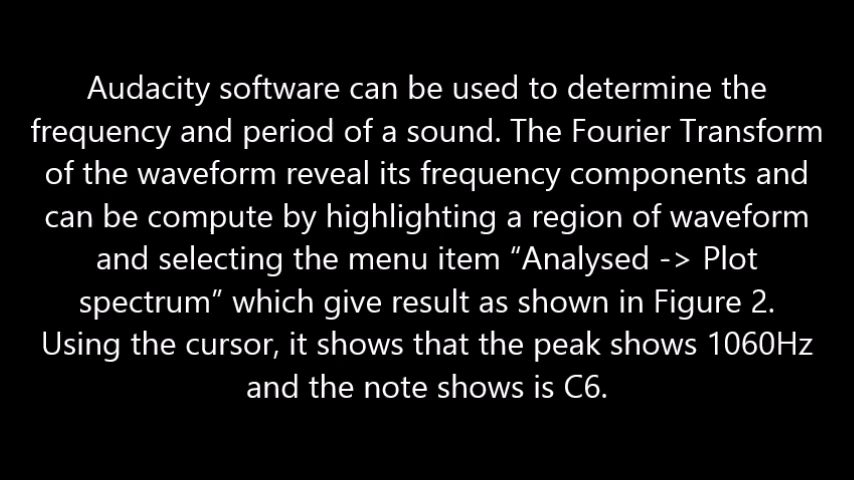 Audacity software can be used to determine the
frequency and period of a sound. The Fourier Transform
of the waveform reveal its frequency components and
can be compute by highlighting a region of waveform
and selecting the menu item “Analysed -> Plot
spectrum” which give result as shown in Figure 2.
Using the cursor, it shows that the peak shows 1060Hz
and the note shows is C6.